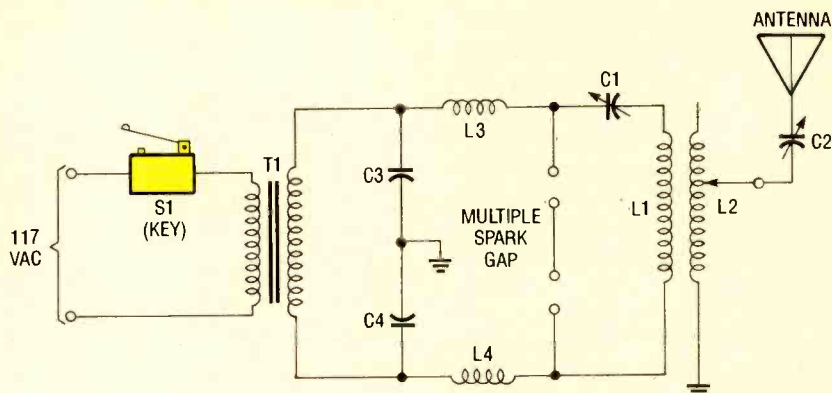 ANTENNA
C1
L3
C2
T1
C3
S1
(KEY)
117
VAC
MULTIPLE
SPARK
GAP
L1
L2
C4
L4